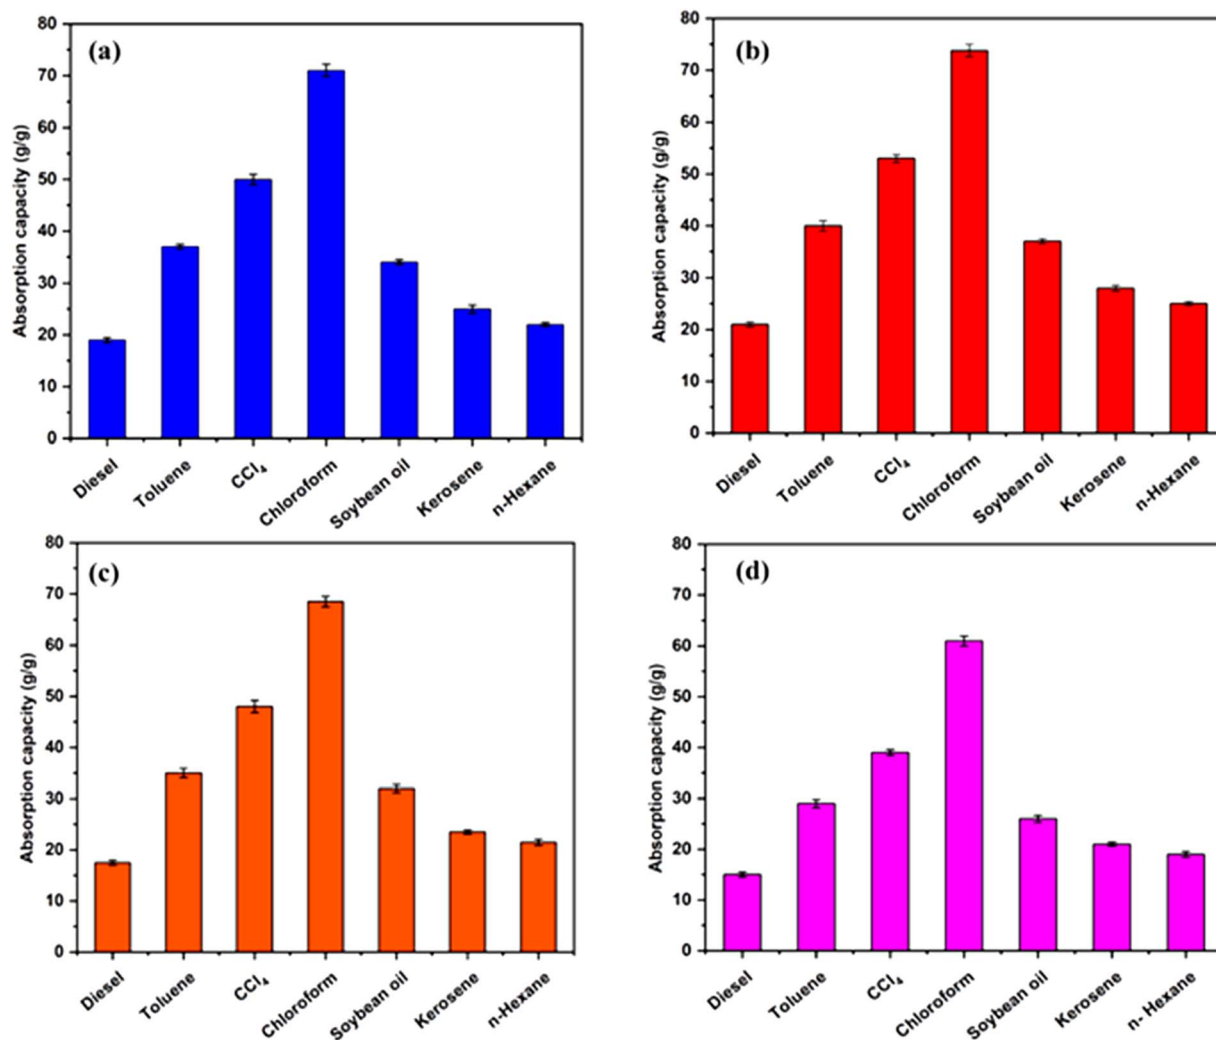 (a)
Absorption capacity (g/g)
80
70
60
50
40
30
20
10
0
Diesel
Toluene
CCl₄
Chloroform
Soybean oil
Kerosene
n-Hexane
(b)
Absorption capacity (g/g)
80
70
60
50
40
30
20
10
0
Diesel
Toluene
CCl₄
Chloroform
Soybean oil
Kerosene
n-Hexane
(c)
Absorption capacity (g/g)
80
70
60
50
40
30
20
10
0
Diesel
Toluene
CCl₄
Chloroform
Soybean oil
Kerosene
n-Hexane
(d)
Absorption capacity (g/g)
80
70
60
50
40
30
20
10
0
Diesel
Toluene
CCl₄
Chloroform
Soybean oil
Kerosene
n- Hexane